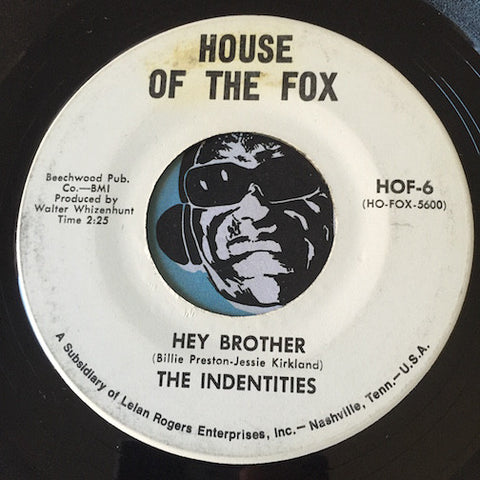 HOUSE
OF THE FOX
Beechwood Pub.
Co.—BMI
Produced by
Walter Whizenhunt
Time 2:25
HOF-6
(HO-FOX-5600)
HEY BROTHER
(Billie Preston-Jessie Kirkland)
THE INDENTITIES
A Subsidiary of Lelan Rogers Enterprises, Inc.— Nashville, Tenn.—U.S.A.